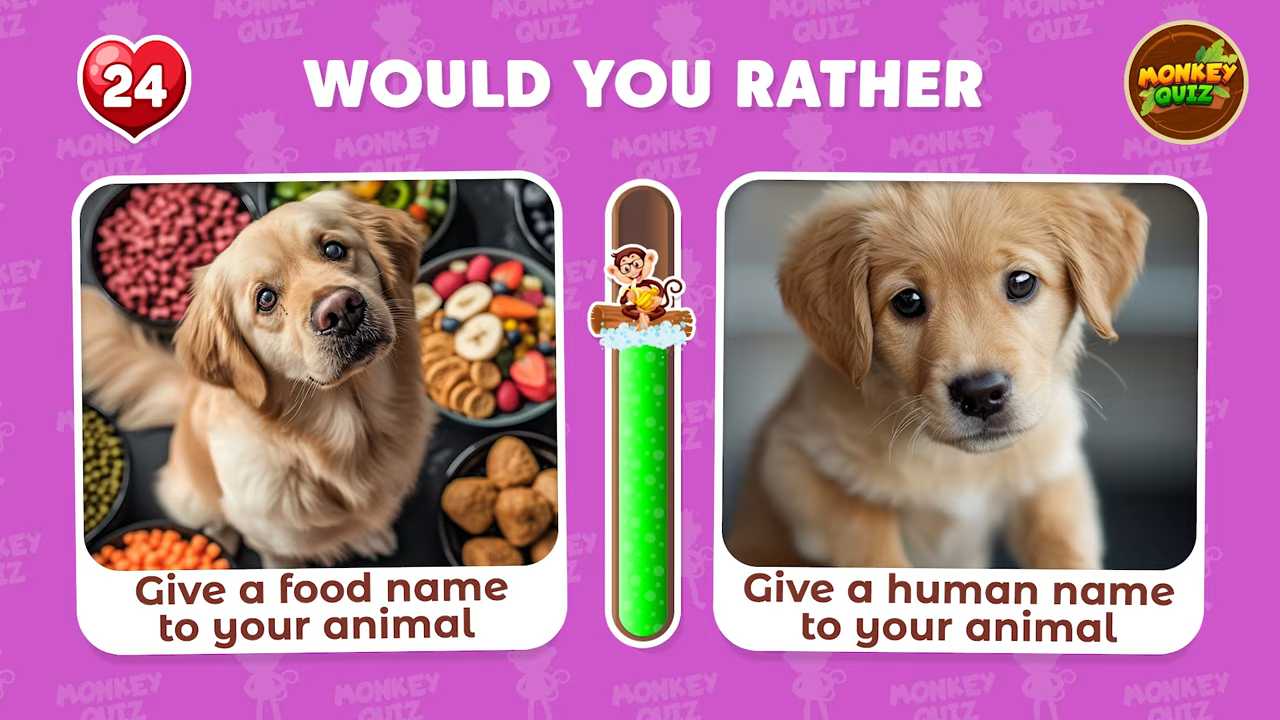 24
WOULD YOU RATHER
MONKEY
QUIZ
Give a food name
to your animal
Give a human name
to your animal